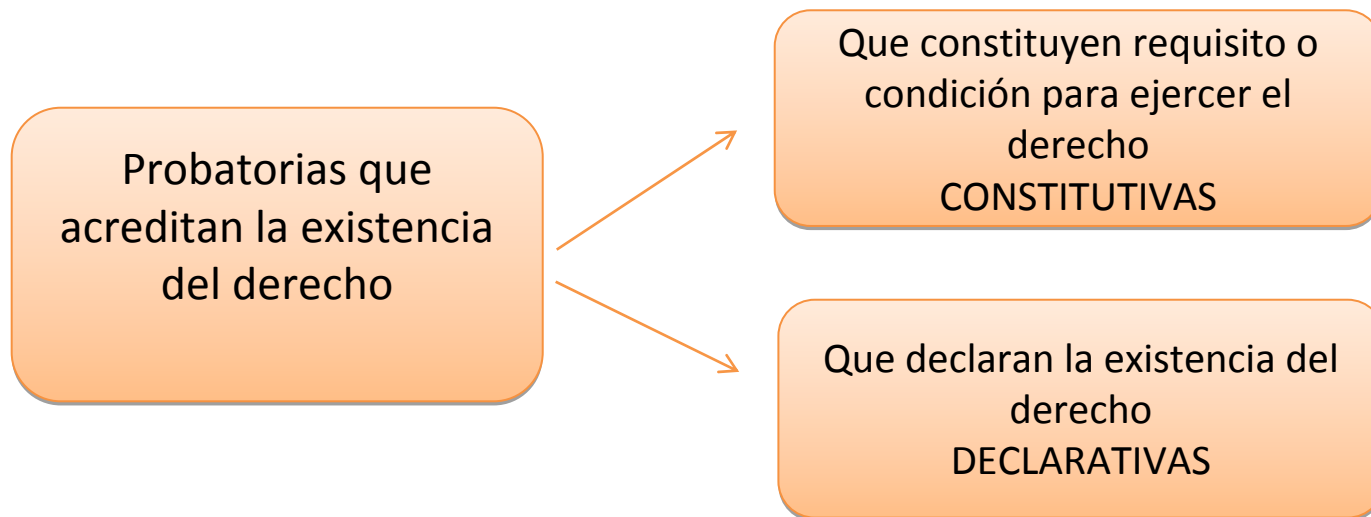 Probatorias que
acreditan la existencia
del derecho
Que constituyen requisito o
condición para ejercer el
derecho
CONSTITUTIVAS
Que declaran la existencia del
derecho
DECLARATIVAS